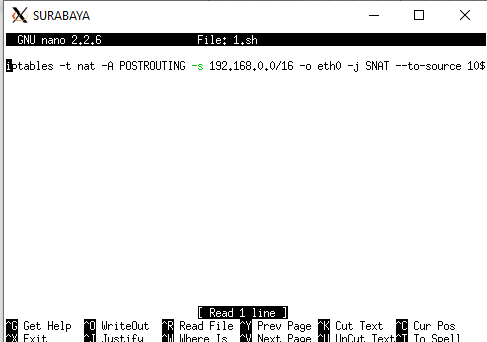 SURABAYA
GNU nano 2.2.6 File: 1.sh
iptables -t nat -A POSTROUTING -s 192.168.0.0/16 -o eth0 -j SNAT --to-source 10$
[ Read 1 line ]
^G Get Help ^O WriteOut ^R Read File ^Y Prev Page ^K Cut Text ^C Cur Pos
^X Exit ^J Justify ^W Where Is ^V Next Page ^U UnCut Text ^T To Spell